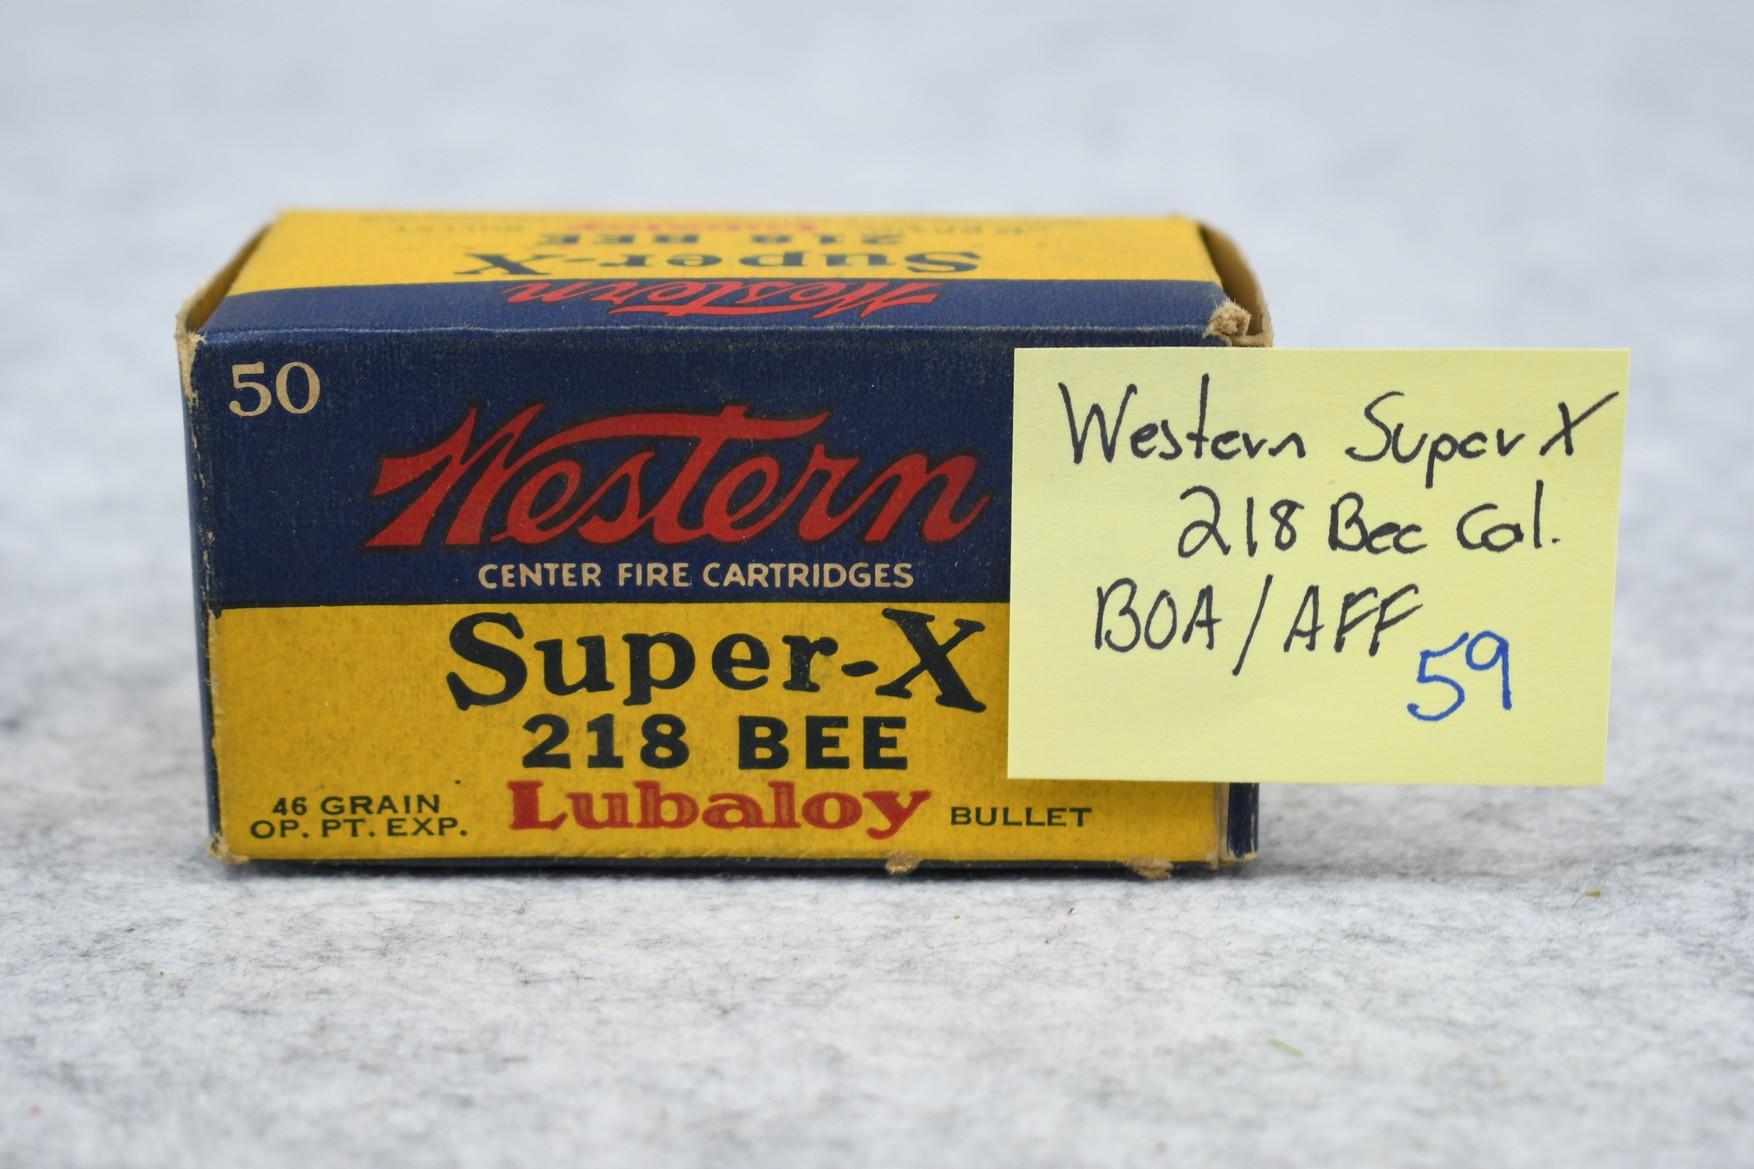 Super-X
218 BEE
Western
50
Western
CENTER FIRE CARTRIDGES
Super-X
218 BEE
46 GRAIN
OP. PT. EXP.
Lubaloy BULLET
Western Super X
218 Bee Cal.
BOA/AFF
59